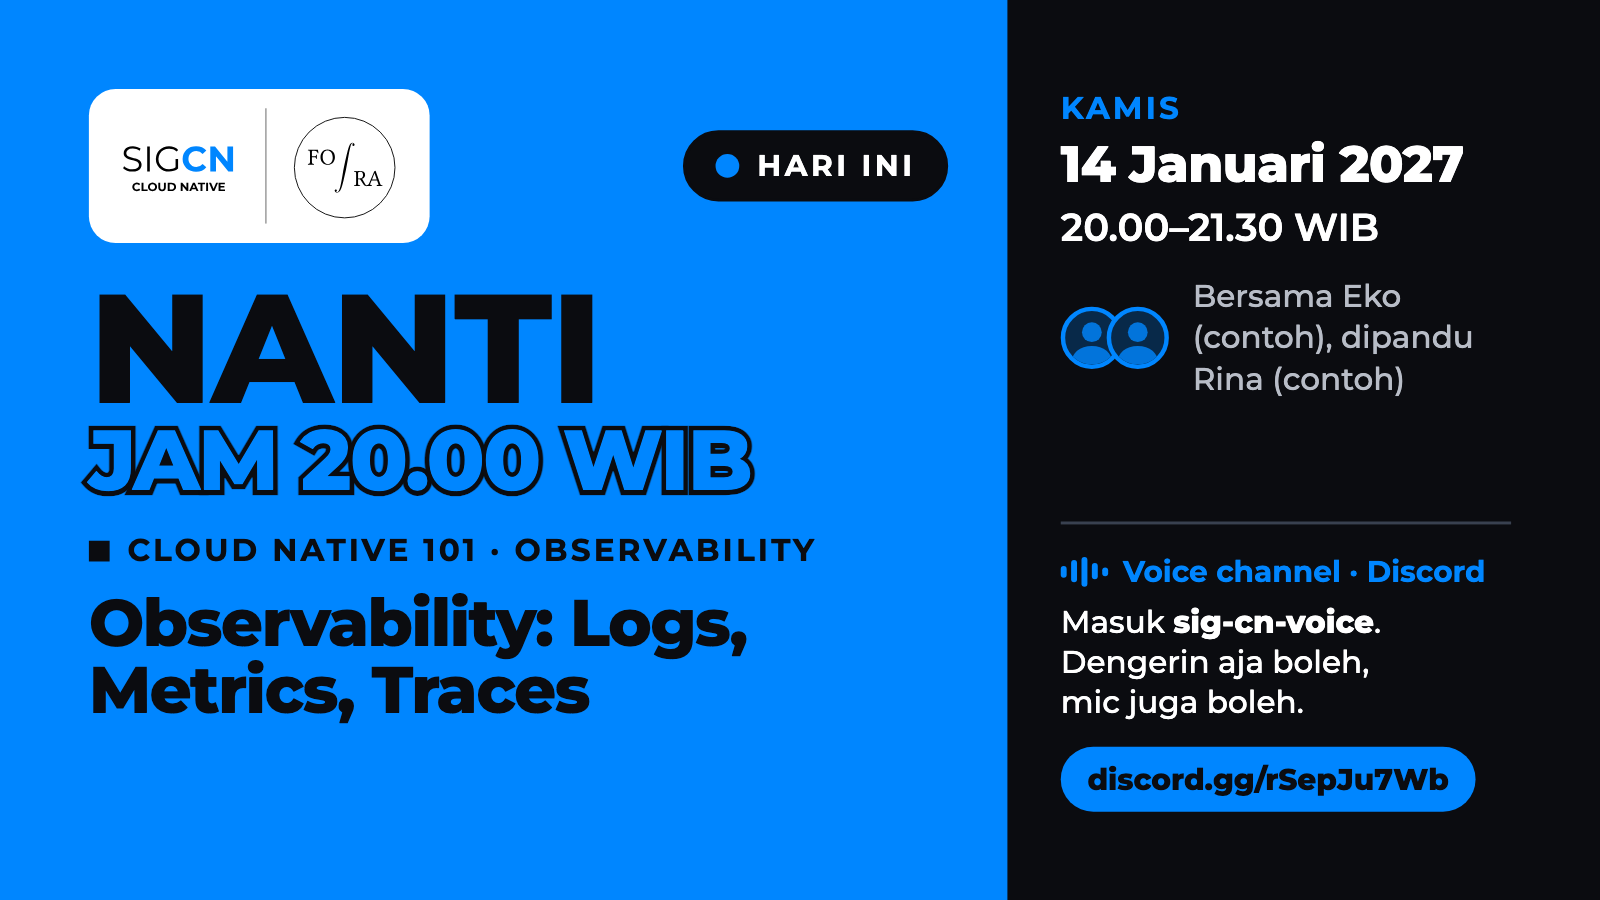 SIGCN
CLOUD NATIVE
FO
RA
HARI INI
NANTI
JAM 20.00 WIB
CLOUD NATIVE 101 · OBSERVABILITY
Observability: Logs,
Metrics, Traces
KAMIS
14 Januari 2027
20.00–21.30 WIB
Bersama Eko
(contoh), dipandu
Rina (contoh)
Voice channel · Discord
Masuk sig-cn-voice.
Dengerin aja boleh,
mic juga boleh.
discord.gg/rSepJu7Wb